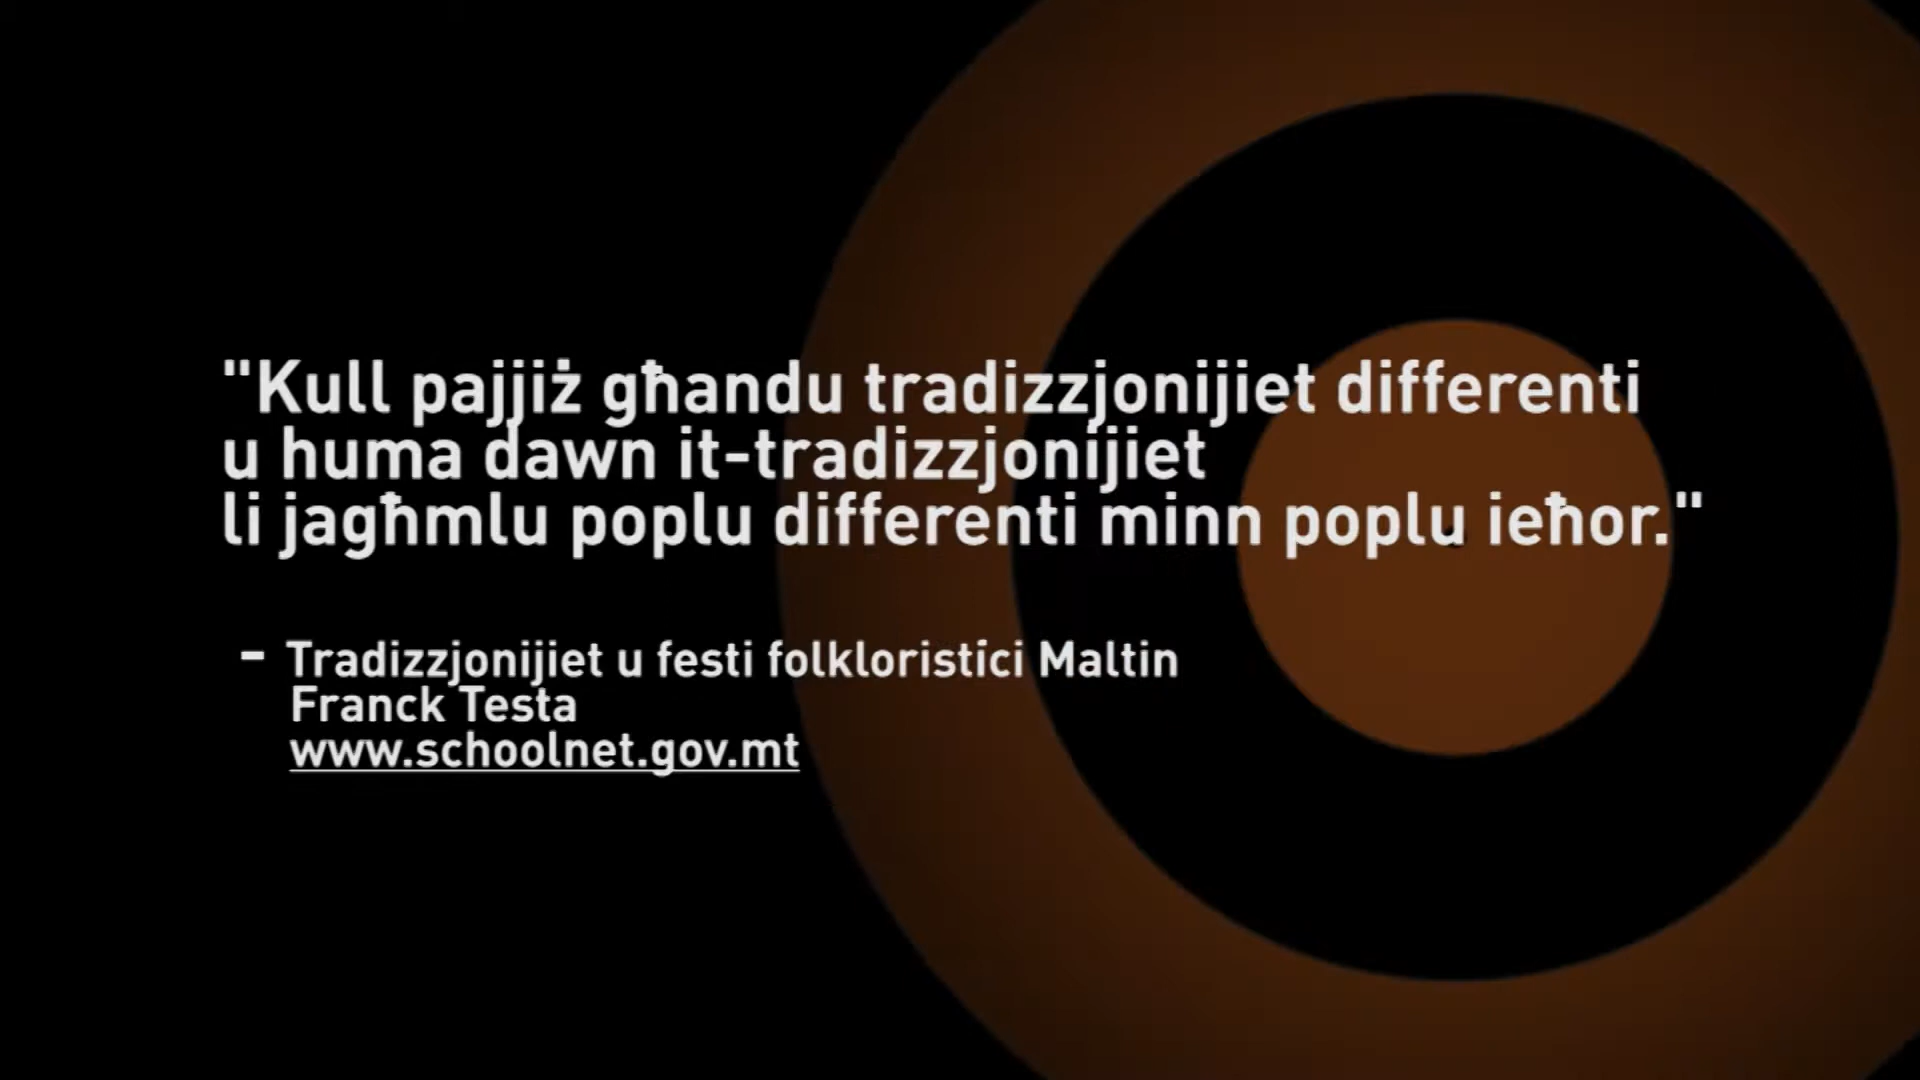 "Kull pajjiż għandu tradizzjonijiet differenti
u huma dawn it-tradizzjonijiet
li jagħmlu poplu differenti minn poplu ieħor."
- Tradizzjonijiet u festi folkloristiċi Maltin
Franck Testa
www.schoolnet.gov.mt